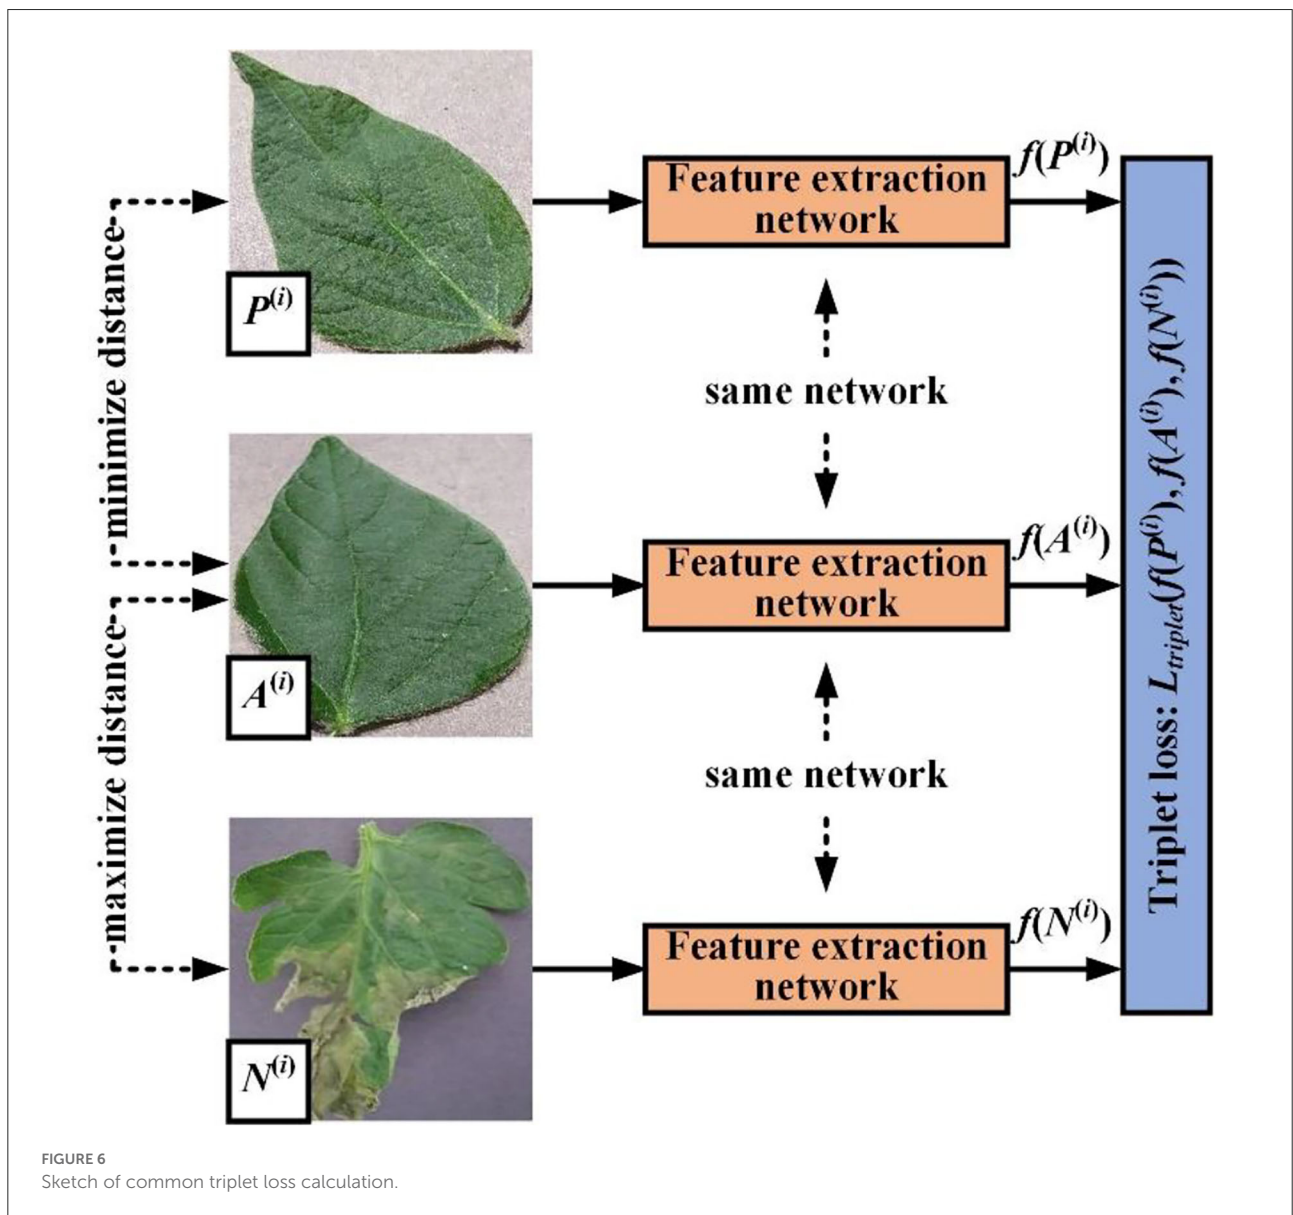 minimize distance
maximize distance
P(i)
Feature extraction
network
f(P(i))
same network
A(i)
Feature extraction
network
f(A(i))
same network
N(i)
Feature extraction
network
f(N(i))
Triplet loss: Ltriplet(f(P(i)), f(A(i)), f(N(i)))
FIGURE 6
Sketch of common triplet loss calculation.